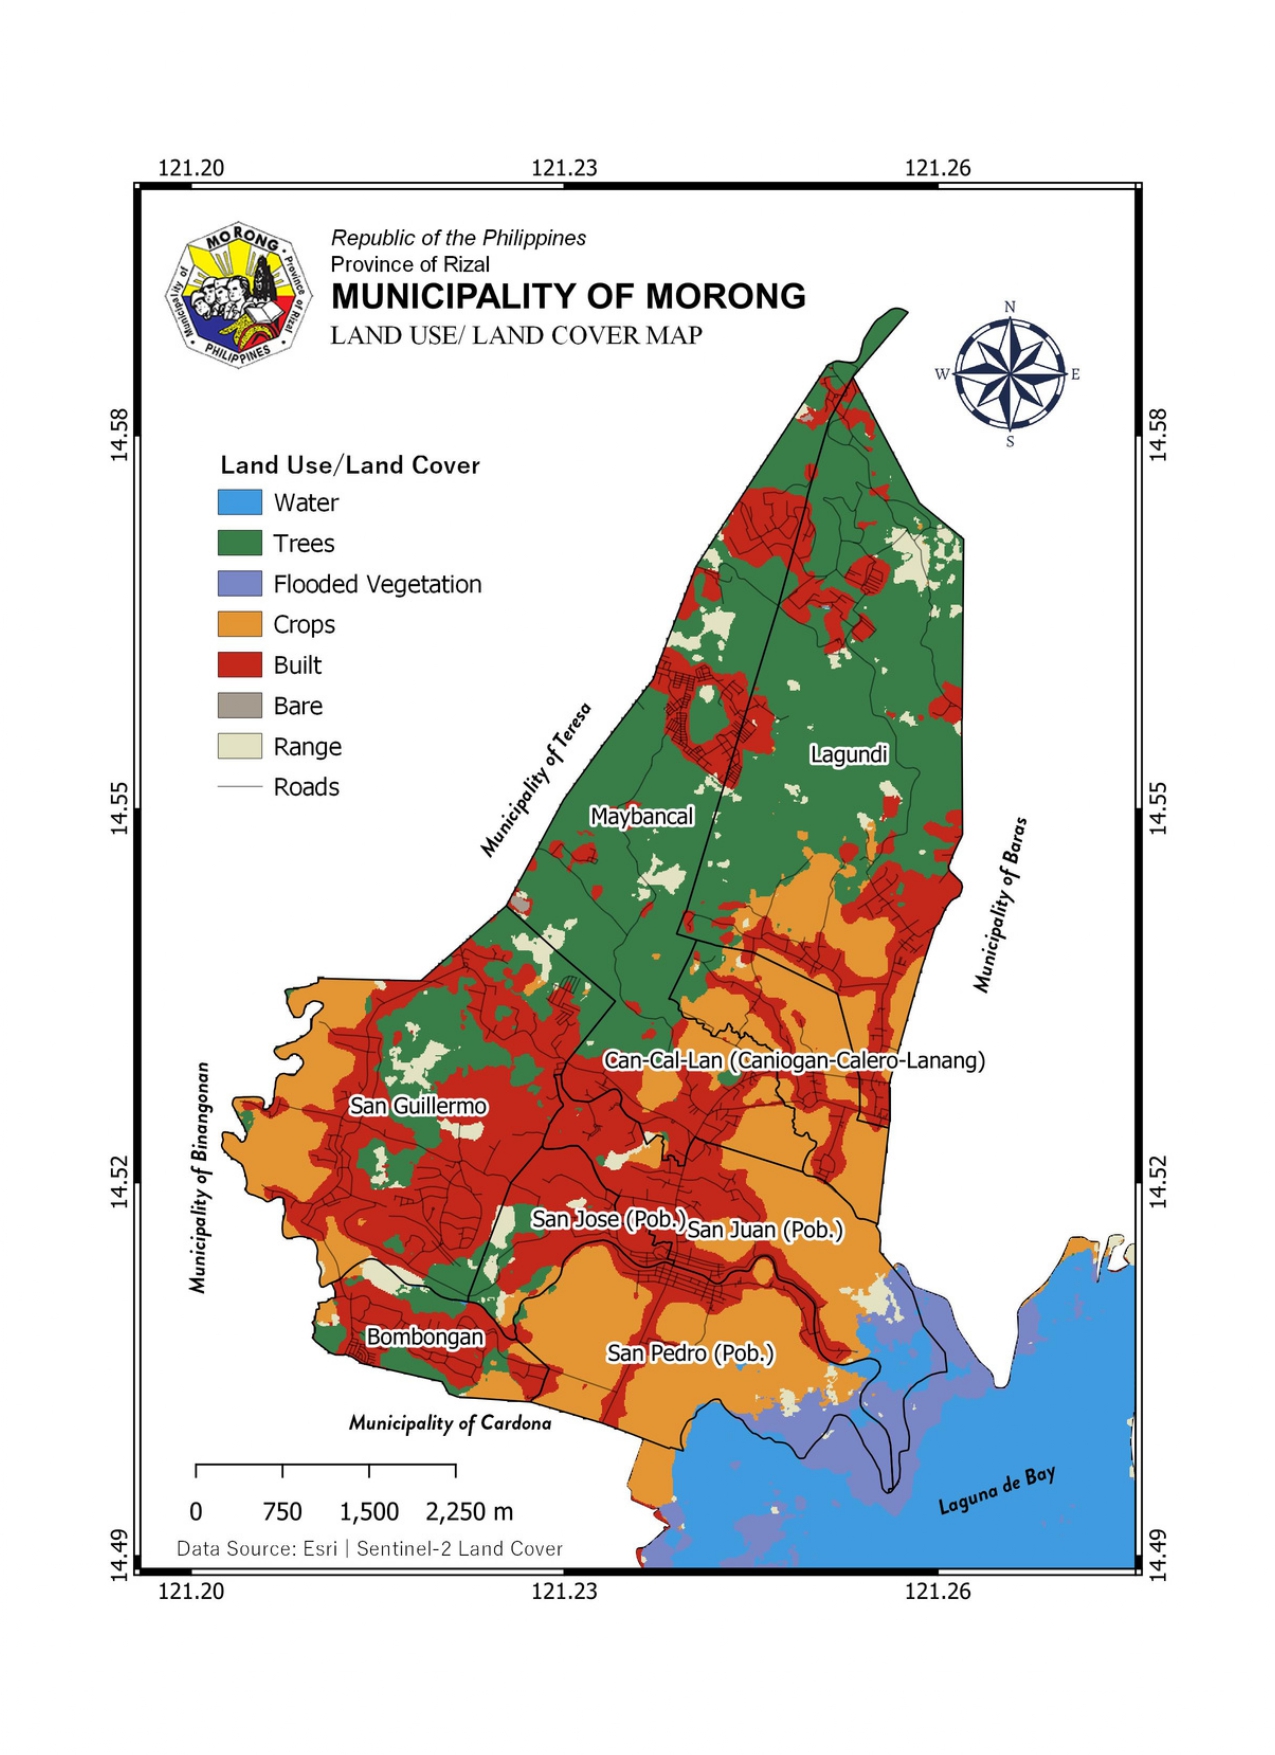 121.20
121.23
121.26
MORONG
Municipality of
Province of Rizal
PHILIPPINES
Republic of the Philippines
Province of Rizal
MUNICIPALITY OF MORONG
LAND USE/ LAND COVER MAP
N
W
E
S
14.58
14.58
Land Use/Land Cover
Water
Trees
Flooded Vegetation
Crops
Built
Bare
Range
Roads
Municipality of Teresa
Lagundi
Maybancal
14.55
14.55
Municipality of Baras
Can-Cal-Lan (Caniogan-Calero-Lanang)
San Guillermo
Municipality of Binangonan
14.52
14.52
San Jose (Pob.)
San Juan (Pob.)
Bombongan
San Pedro (Pob.)
Municipality of Cardona
Laguna de Bay
0
750
1,500
2,250 m
Data Source: Esri | Sentinel-2 Land Cover
14.49
14.49
121.20
121.23
121.26